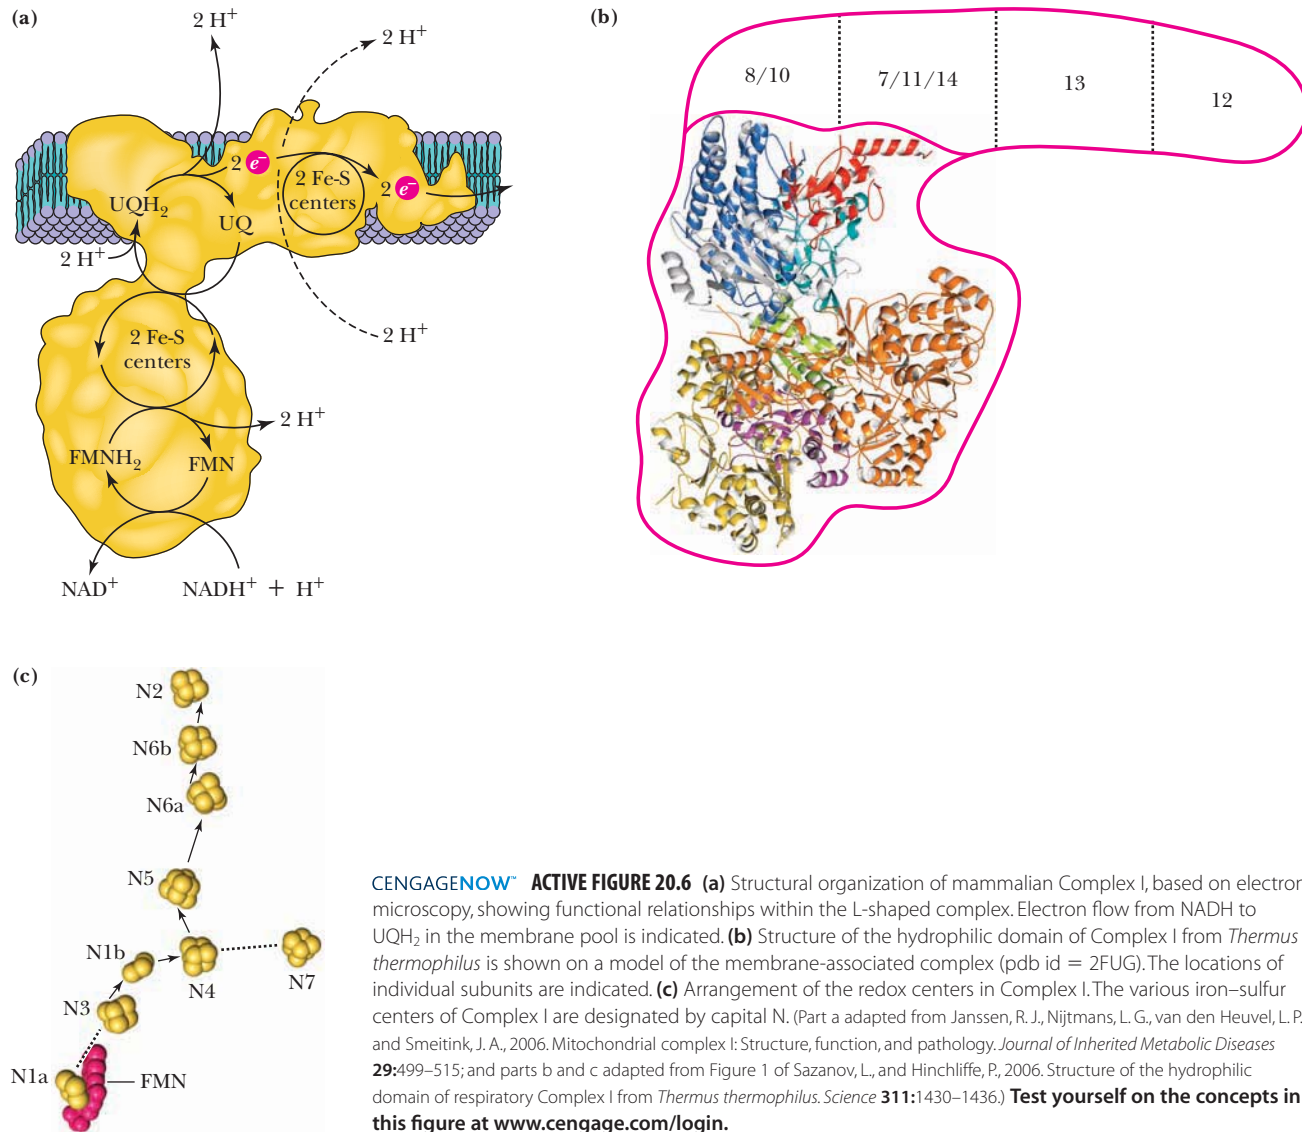 (a)
2 H⁺
2 H⁺
2 e⁻
2 Fe-S
centers
2 e⁻
UQH₂
UQ
2 H⁺
2 H⁺
2 Fe-S
centers
2 H⁺
FMNH₂
FMN
NAD⁺
NADH⁺ + H⁺
(b)
8/10
7/11/14
13
12
(c)
N2
N6b
N6a
N5
N1b
N4
N7
N3
N1a
FMN
CENGAGENOW™ ACTIVE FIGURE 20.6 (a) Structural organization of mammalian Complex I, based on electron
microscopy, showing functional relationships within the L-shaped complex. Electron flow from NADH to
UQH₂ in the membrane pool is indicated. (b) Structure of the hydrophilic domain of Complex I from Thermus
thermophilus is shown on a model of the membrane-associated complex (pdb id = 2FUG). The locations of
individual subunits are indicated. (c) Arrangement of the redox centers in Complex I. The various iron–sulfur
centers of Complex I are designated by capital N. (Part a adapted from Janssen, R. J., Nijtmans, L. G., van den Heuvel, L. P.
and Smeitink, J. A., 2006. Mitochondrial complex I: Structure, function, and pathology. Journal of Inherited Metabolic Diseases
29:499–515; and parts b and c adapted from Figure 1 of Sazanov, L., and Hinchliffe, P., 2006. Structure of the hydrophilic
domain of respiratory Complex I from Thermus thermophilus. Science 311:1430–1436.) Test yourself on the concepts in
this figure at www.cengage.com/login.